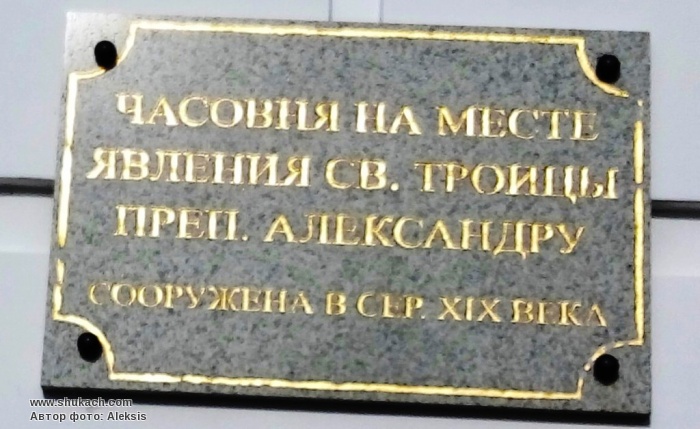 ЧАСОВНЯ НА МЕСТЕ
ЯВЛЕНИЯ СВ. ТРОИЦЫ
ПРЕП. АЛЕКСАНДРУ
СООРУЖЕНА В СЕР. XIX ВЕКА
www.shukach.com
Автор фото: Aleksis